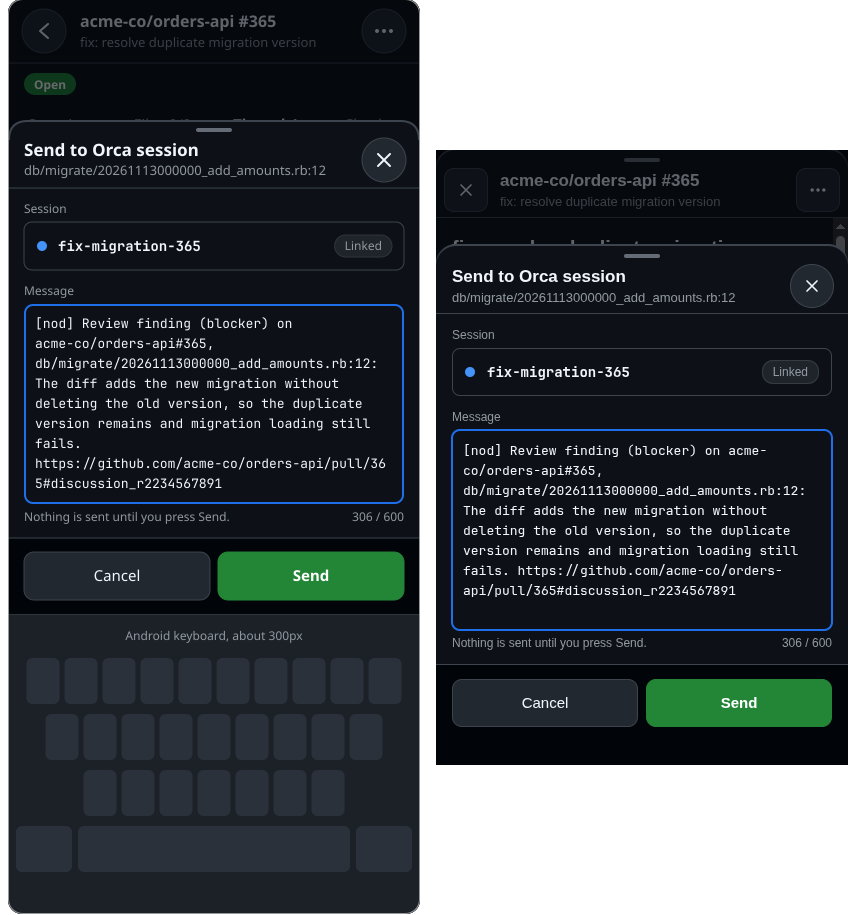 acme-co/orders-api #365
fix: resolve duplicate migration version
Open
Send to Orca session
db/migrate/20261113000000_add_amounts.rb:12
Session
fix-migration-365
Linked
Message
[nod] Review finding (blocker) on
acme-co/orders-api#365,
db/migrate/20261113000000_add_amounts.rb:12:
The diff adds the new migration without
deleting the old version, so the duplicate
version remains and migration loading still
fails.
https://github.com/acme-co/orders-api/pull/36
5#discussion_r2234567891
Nothing is sent until you press Send.
306 / 600
Cancel
Send
Android keyboard, about 300px
acme-co/orders-api #365
fix: resolve duplicate migration version
Send to Orca session
db/migrate/20261113000000_add_amounts.rb:12
Session
fix-migration-365
Linked
Message
[nod] Review finding (blocker) on acme-
co/orders-api#365,
db/migrate/20261113000000_add_amounts.rb:12:
The diff adds the new migration without
deleting the old version, so the duplicate
version remains and migration loading still
fails. https://github.com/acme-co/orders-
api/pull/365#discussion_r2234567891
Nothing is sent until you press Send.
306 / 600
Cancel
Send